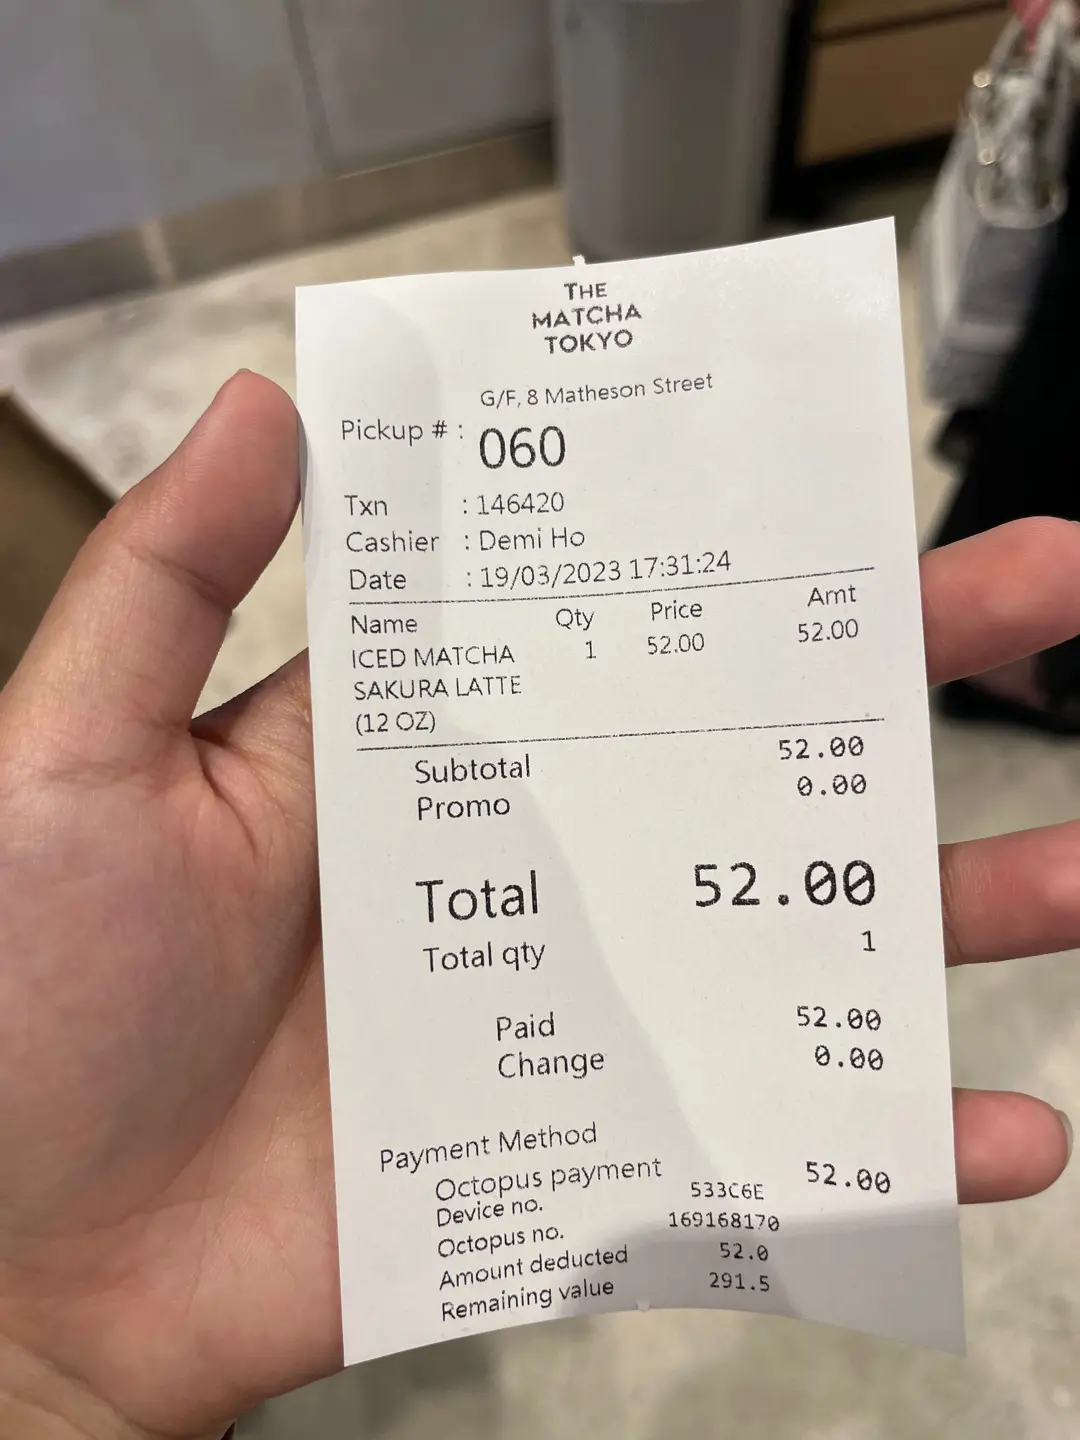 THE
MATCHA
TOKYO
G/F, 8 Matheson Street
Pickup # : 060
Txn : 146420
Cashier : Demi Ho
Date : 19/03/2023 17:31:24
Name Qty Price Amt
ICED MATCHA 1 52.00 52.00
SAKURA LATTE
(12 OZ)
Subtotal 52.00
Promo 0.00
Total 52.00
Total qty 1
Paid 52.00
Change 0.00
Payment Method
Octopus payment 52.00
Device no. 533C6E
Octopus no. 169168170
Amount deducted 52.0
Remaining value 291.5